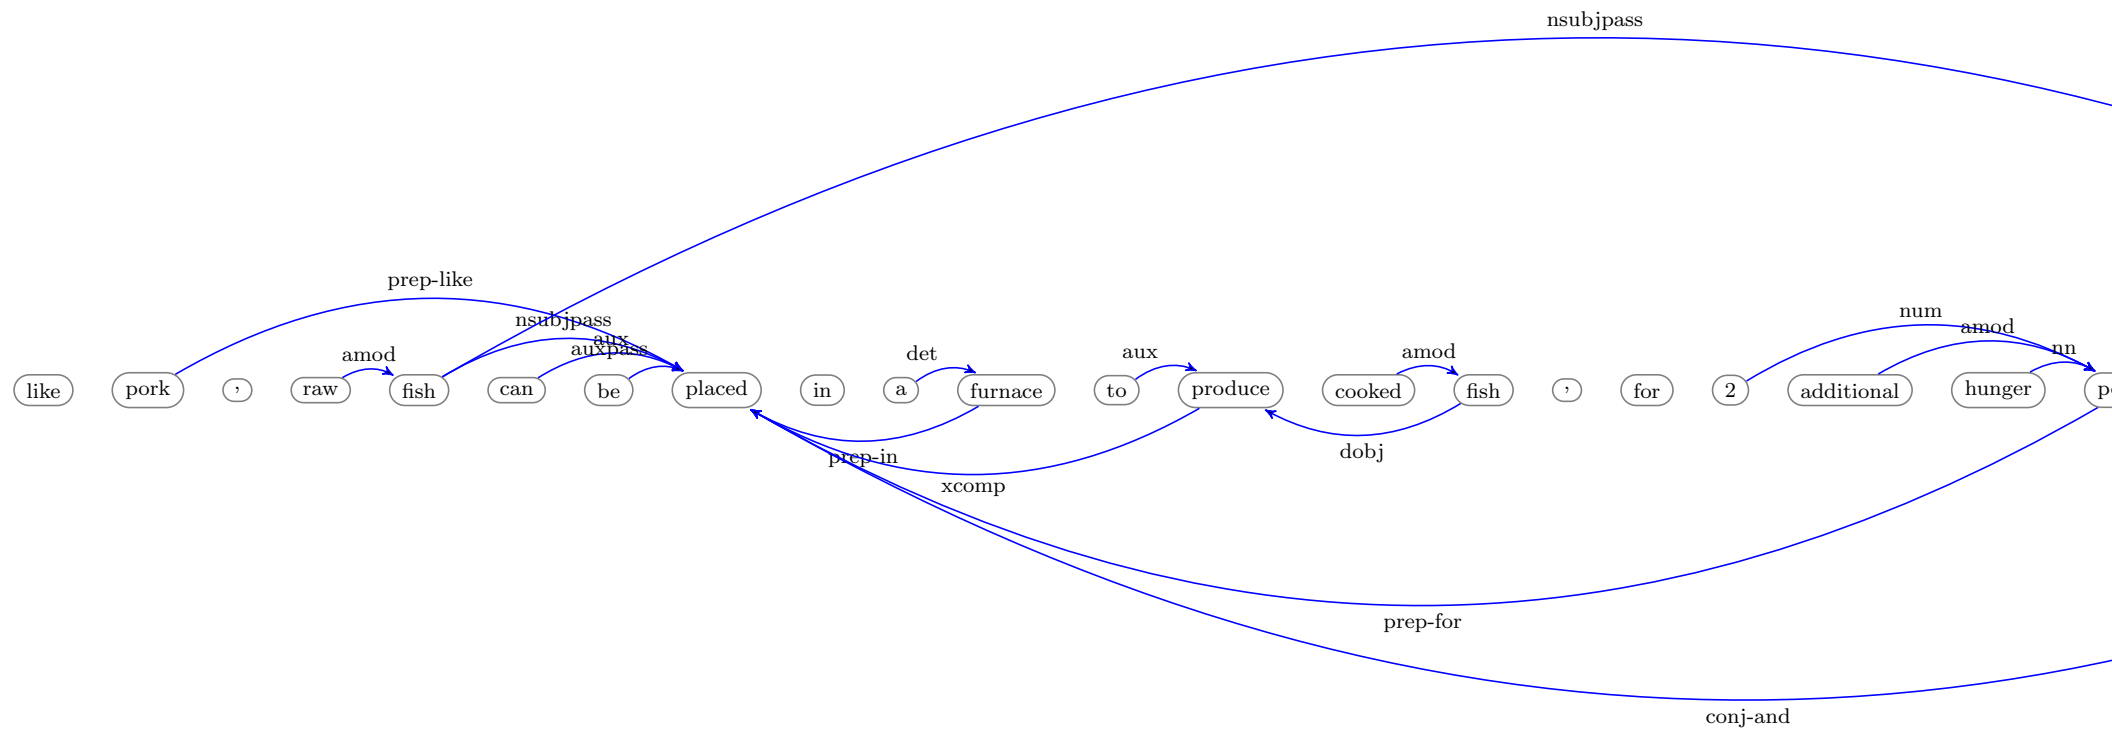 nsubjpass
prep-like
nsubjpass
aux
auxpass
num
amod
nn
amod
det
aux
amod
like pork , raw fish can be placed in a furnace to produce cooked fish , for 2 additional hunger
prep-in
dobj
xcomp
prep-for
conj-and